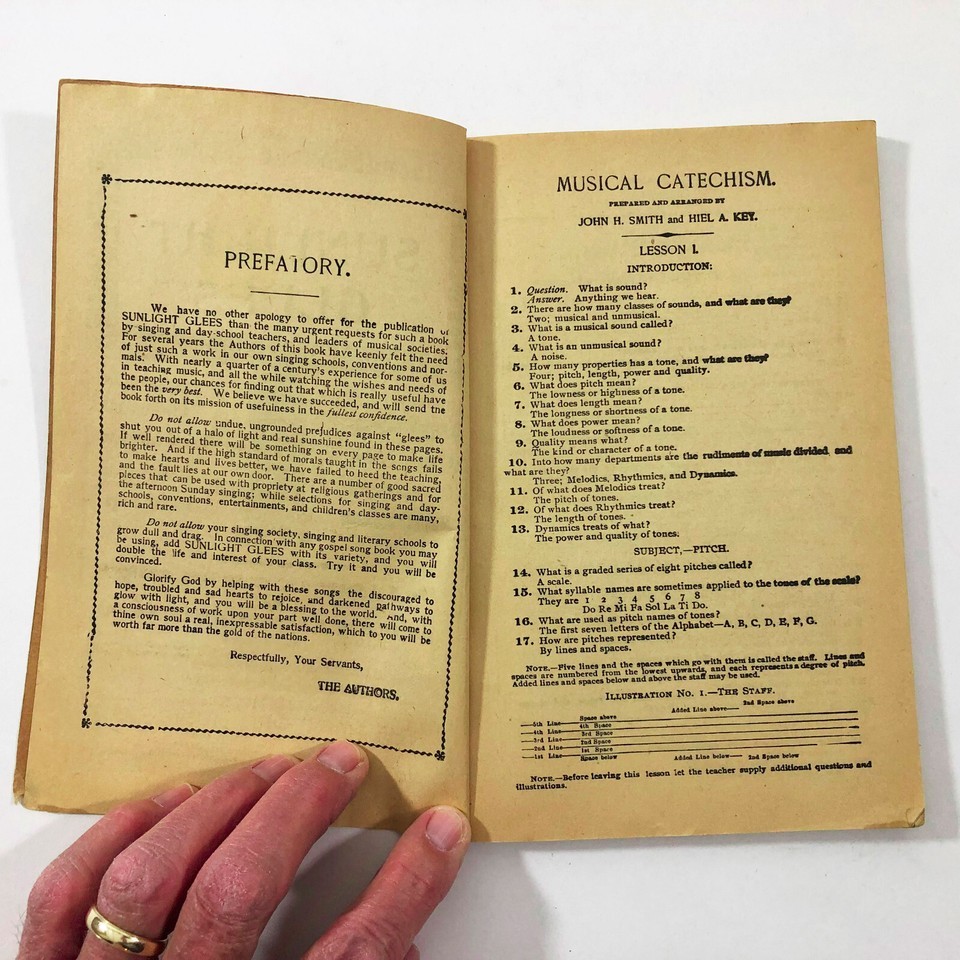 PREFATORY.
We have no other apology to offer for the publication of
SUNLIGHT GLEES than the many urgent requests for such a book
by singing and day-school teachers, and leaders of musical societies.
For several years the Authors of this book have keenly felt the need
of just such a work in our own singing schools, conventions and nor-
mals. With nearly a quarter of a century's experience for some of us
in teaching music, and all the while watching the wishes and needs of
the people, our chances for finding out that which is really useful have
been the very best. We believe we have succeeded, and will send the
book forth on its mission of usefulness in the fullest confidence.
Do not allow undue, ungrounded prejudices against "glees" to
shut you out of a halo of light and real sunshine found in these pages.
If well rendered there will be something on every page to make life
brighter. And if the high standard of morals taught in the songs fails
to make hearts and lives better, we have failed to heed the teaching,
and the fault lies at our own door. There are a number of good sacred
pieces that can be used with propriety at religious gatherings and for
the afternoon Sunday singing; while selections for singing and day-
schools, conventions, entertainments, and children's classes are many,
rich and rare.
Do not allow your singing society, singing and literary schools to
grow dull and drag. In connection with any gospel song book you may
be using, add SUNLIGHT GLEES with its variety, and you will
double the life and interest of your class. Try it and you will be
convinced.
Glorify God by helping with these songs the discouraged to
hope, troubled and sad hearts to rejoice, and darkened pathways to
glow with light, and you will be a blessing to the world. And, with
a consciousness of work upon your part well done, there will come to
thine own soul a real, inexpressable satisfaction, which to you will be
worth far more than the gold of the nations.
Respectfully, Your Servants,
THE AUTHORS.
MUSICAL CATECHISM.
PREPARED AND ARRANGED BY
JOHN H. SMITH and HIEL A. KEY.
LESSON I.
INTRODUCTION:
1. Question. What is sound?
Answer. Anything we hear.
2. There are how many classes of sounds, and what are they?
Two; musical and unmusical.
3. What is a musical sound called?
A tone.
4. What is an unmusical sound?
A noise.
5. How many properties has a tone, and what are they?
Four; pitch, length, power and quality.
6. What does pitch mean?
The lowness or highness of a tone.
7. What does length mean?
The longness or shortness of a tone.
8. What does power mean?
The loudness or softness of a tone.
9. Quality means what?
The kind or character of a tone.
10. Into how many departments are the rudiments of music divided, and
what are they?
Three; Melodics, Rhythmics, and Dynamics.
11. Of what does Melodics treat?
The pitch of tones.
12. Of what does Rhythmics treat?
The length of tones.
13. Dynamics treats of what?
The power and quality of tones.
SUBJECT,—PITCH.
14. What is a graded series of eight pitches called?
A scale.
15. What syllable names are sometimes applied to the tones of the scale?
They are 1 2 3 4 5 6 7 8
Do Re Mi Fa Sol La Ti Do.
16. What are used as pitch names of tones?
The first seven letters of the Alphabet—A, B, C, D, E, F, G.
17. How are pitches represented?
By lines and spaces.
NOTE.—Five lines and the spaces which go with them is called the staff. Lines and
spaces are numbered from the lowest upwards, and each represents a degree of pitch.
Added lines and spaces below and above the staff may be used.
ILLUSTRATION NO. 1.—THE STAFF.
2nd Space above
Added Line above
Space above
5th Line
4th Space
4th Line
3rd Space
3rd Line
2nd Space
2nd Line
1st Space
1st Line
Space below Added Line below 2nd Space below
NOTE.—Before leaving this lesson let the teacher supply additional questions and
illustrations.